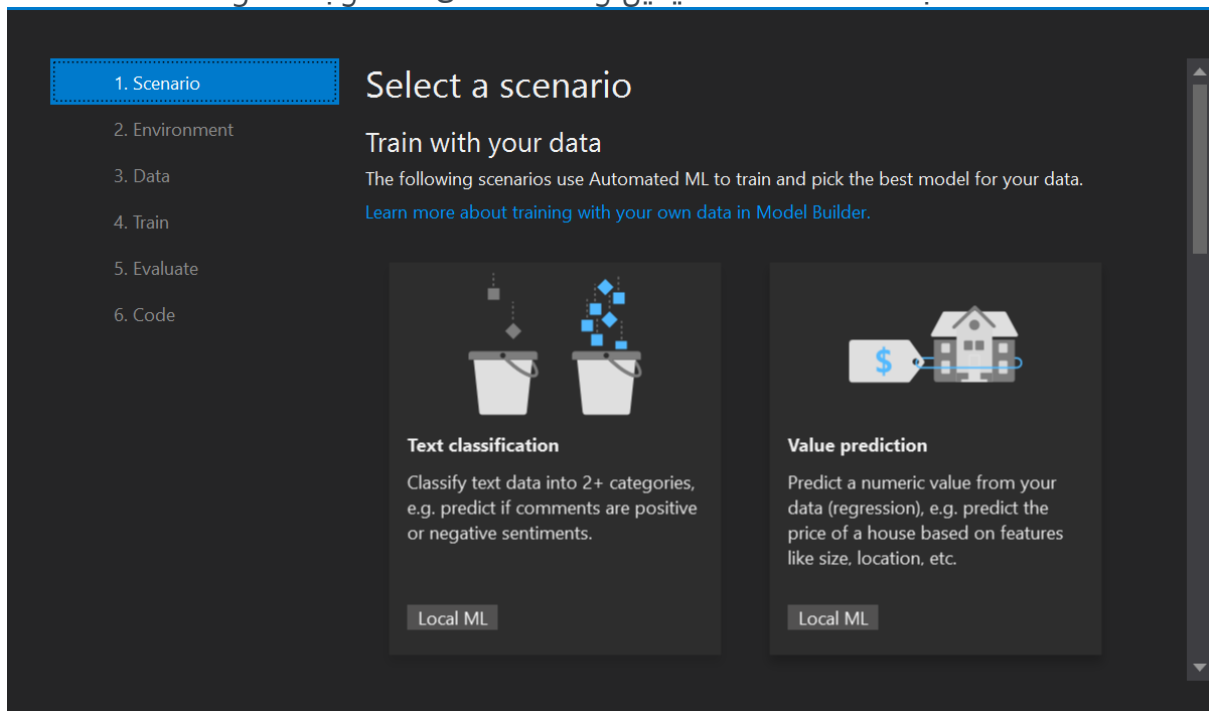 1. Scenario
2. Environment
3. Data
4. Train
5. Evaluate
6. Code
Select a scenario
Train with your data
The following scenarios use Automated ML to train and pick the best model for your data.
Learn more about training with your own data in Model Builder.
$
Text classification
Classify text data into 2+ categories,
e.g. predict if comments are positive
or negative sentiments.
Local ML
Value prediction
Predict a numeric value from your
data (regression), e.g. predict the
price of a house based on features
like size, location, etc.
Local ML